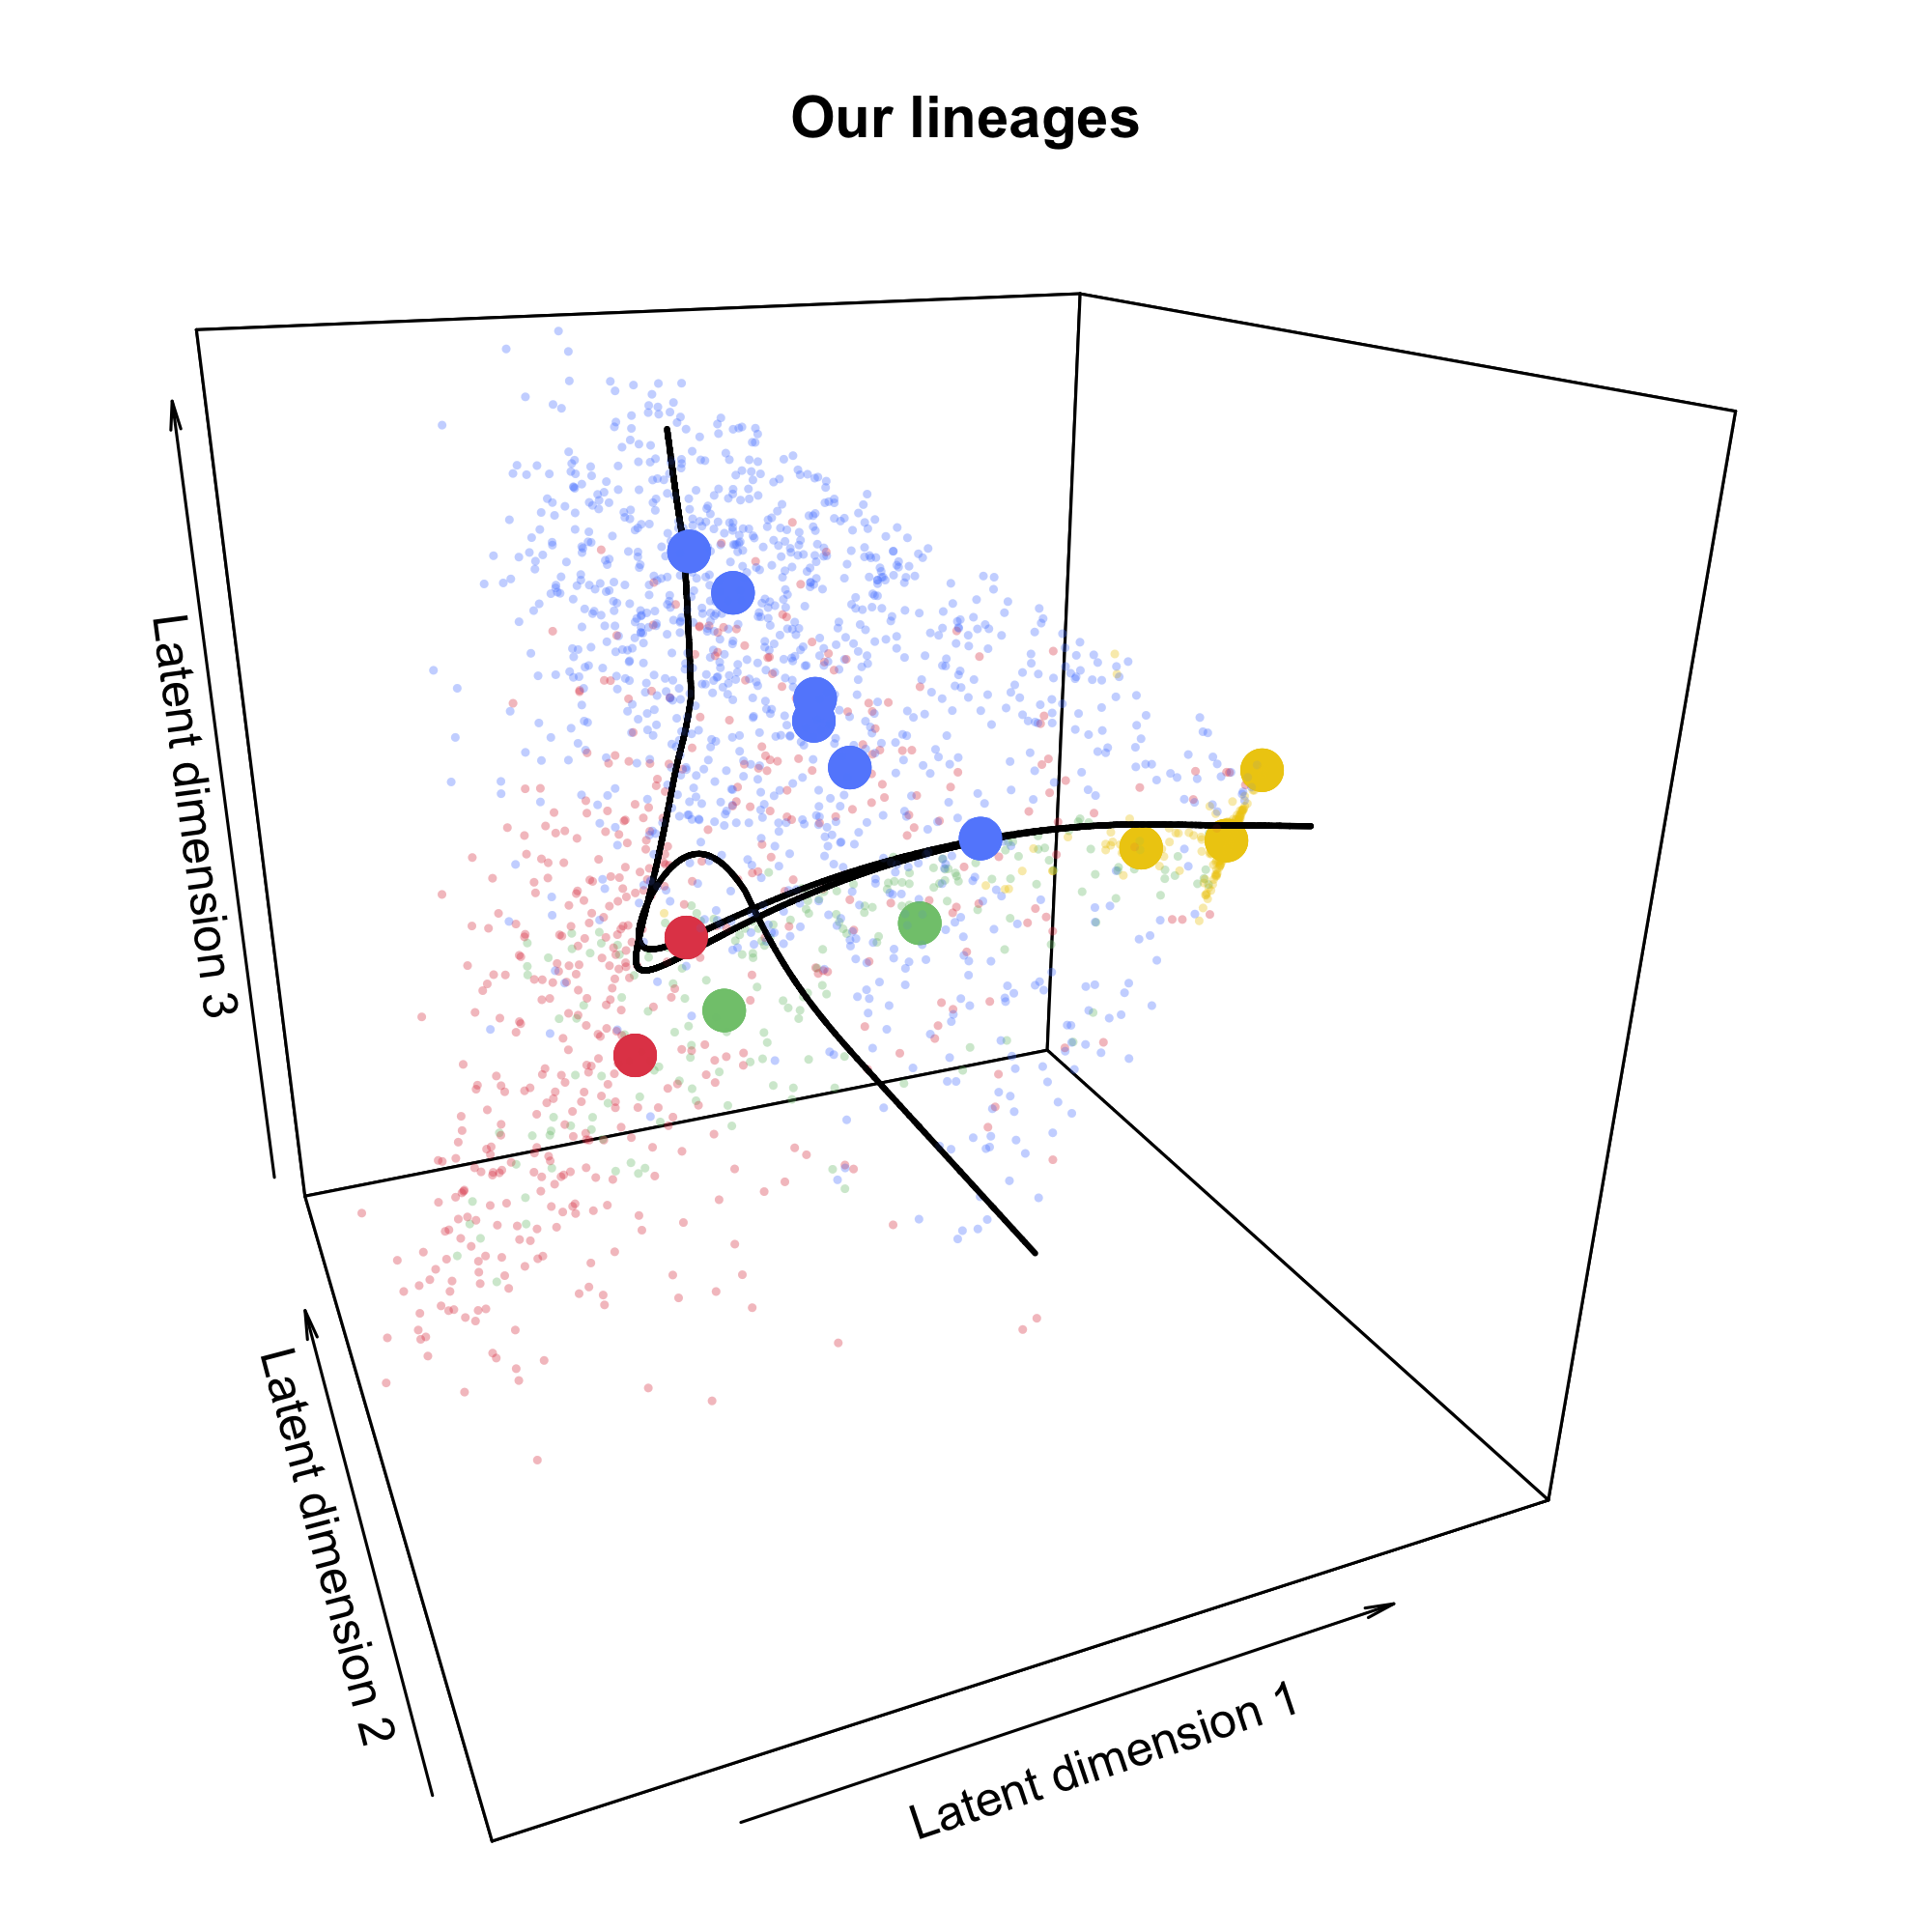 Our lineages
Latent dimension 3
Latent dimension 2
Latent dimension 1